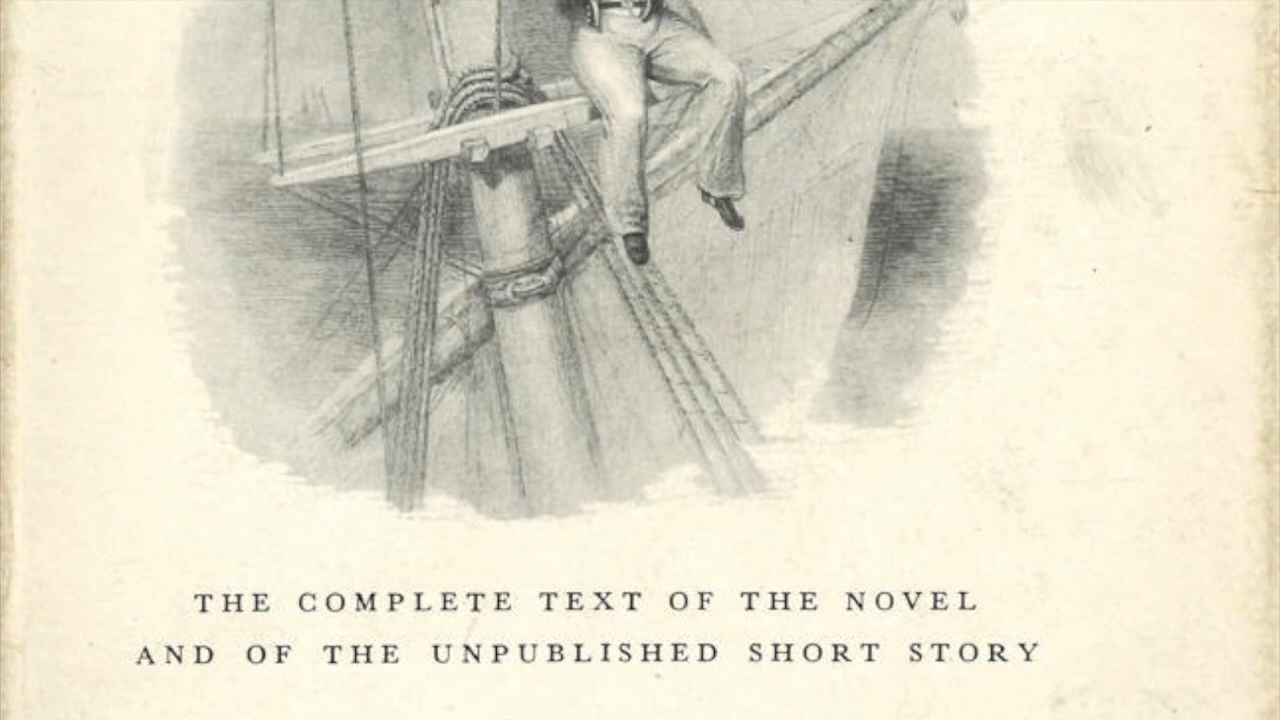 THE COMPLETE TEXT OF THE NOVEL
AND OF THE UNPUBLISHED SHORT STORY